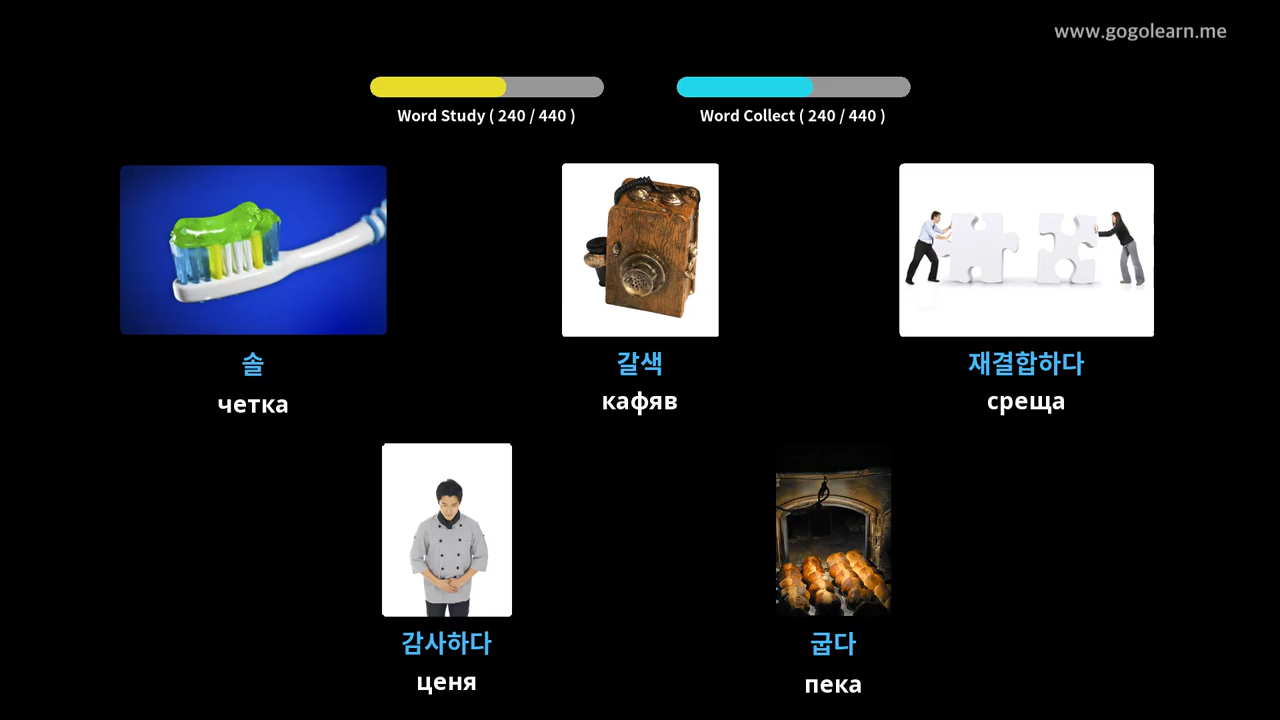 www.gogolearn.me
Word Study ( 240 / 440 )
Word Collect ( 240 / 440 )
솔
четка
갈색
кафяв
재결합하다
среща
감사하다
ценя
굽다
пека